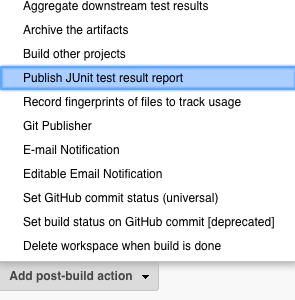 Aggregate downstream test results
Archive the artifacts
Build other projects
Publish JUnit test result report
Record fingerprints of files to track usage
Git Publisher
E-mail Notification
Editable Email Notification
Set GitHub commit status (universal)
Set build status on GitHub commit [deprecated]
Delete workspace when build is done
Add post-build action